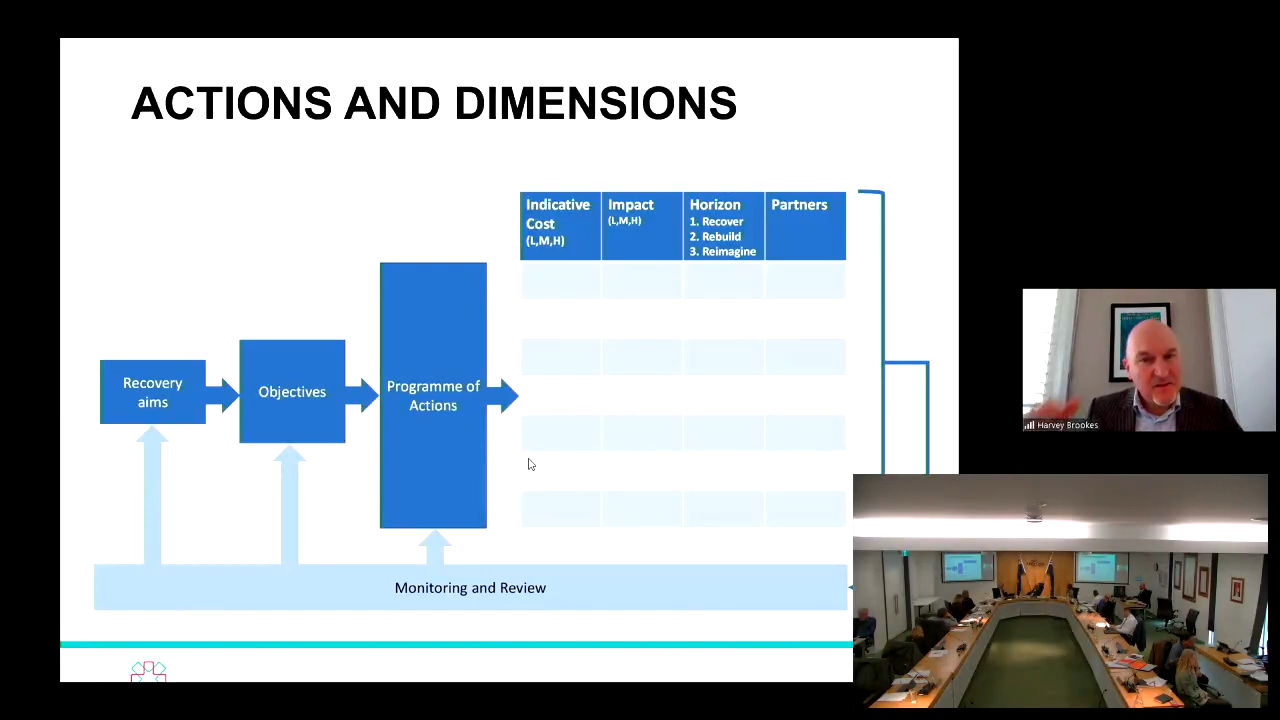 ACTIONS AND DIMENSIONS
Indicative
Cost
(L,M,H)
Impact
(L,M,H)
Horizon
1. Recover
2. Rebuild
3. Reimagine
Partners
Recovery
aims
Objectives
Programme of
Actions
Monitoring and Review
Harvey Brookes